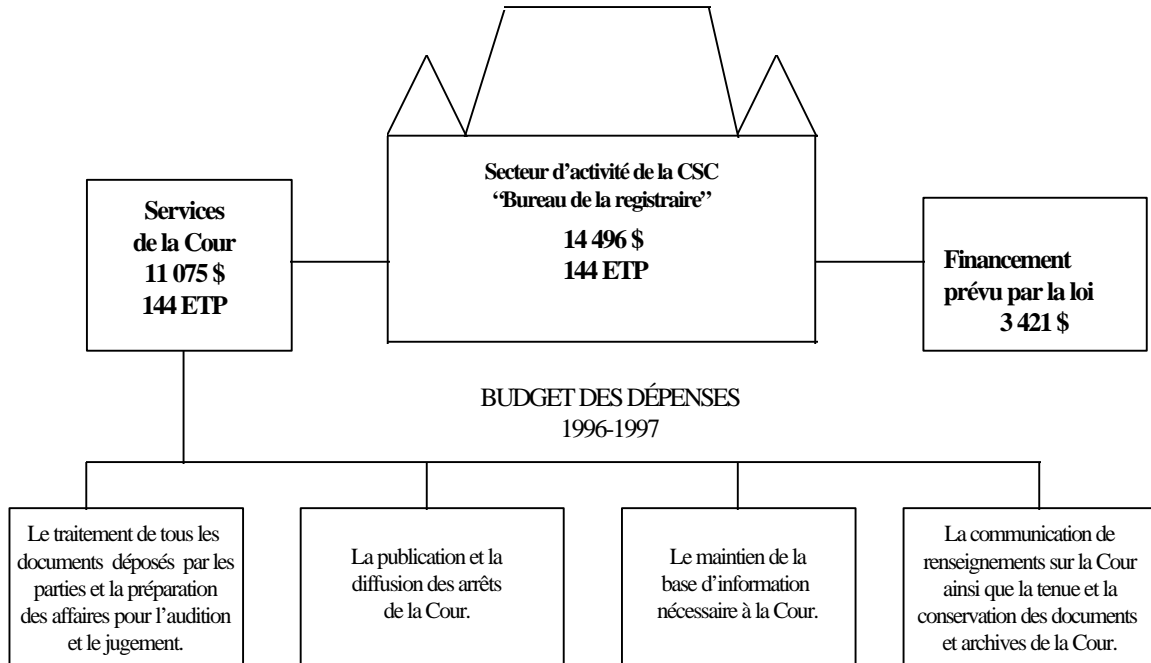 Secteur d’activité de la CSC
“Bureau de la registraire”
14 496 $
144 ETP
Services
de la Cour
11 075 $
144 ETP
Financement
prévu par la loi
3 421 $
BUDGET DES DÉPENSES
1996-1997
Le traitement de tous les
documents déposés par les
parties et la préparation
des affaires pour l’audition
et le jugement.
La publication et la
diffusion des arrêts
de la Cour.
Le maintien de la
base d’information
nécessaire à la Cour.
La communication de
renseignements sur la Cour
ainsi que la tenue et la
conservation des documents
et archives de la Cour.